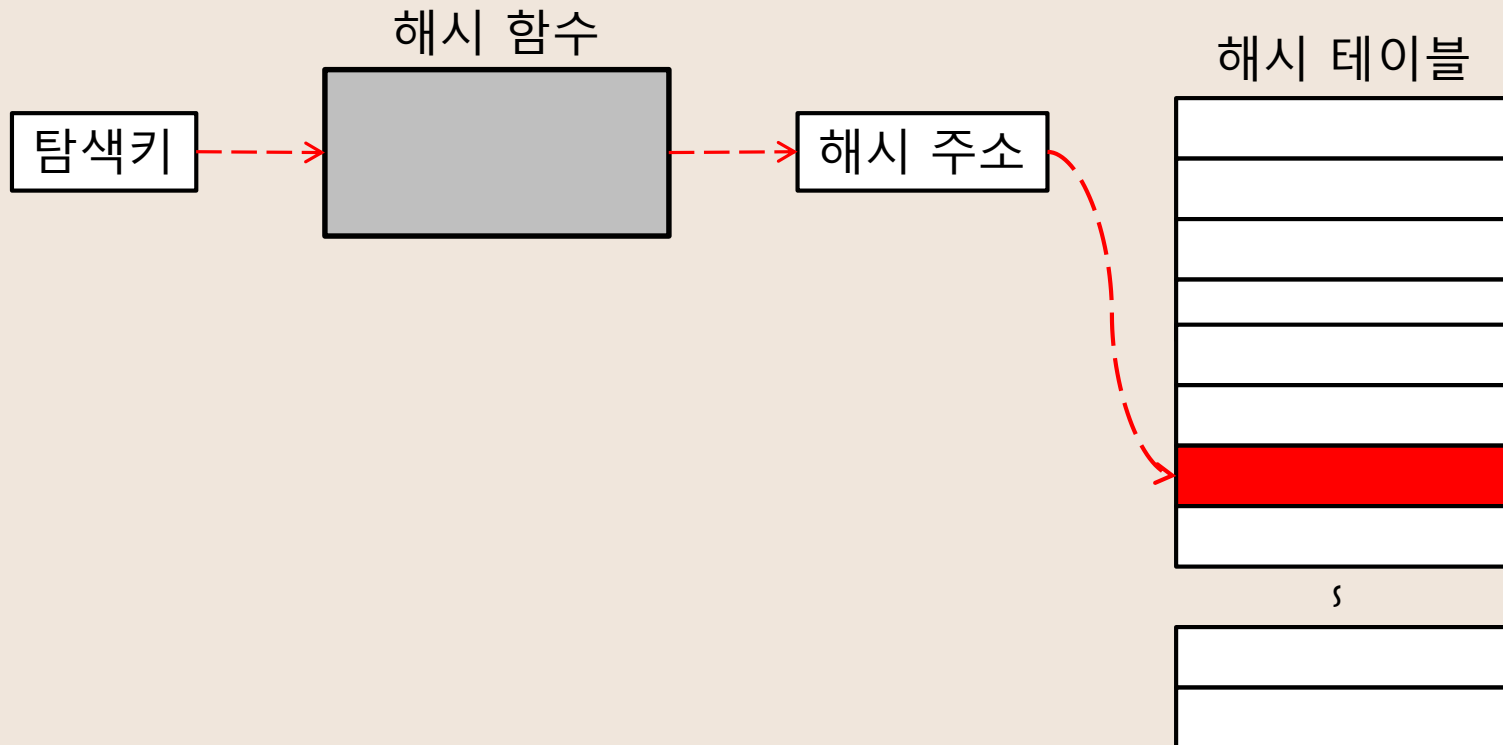 해시 함수
해시 테이블
탐색키
해시 주소
~